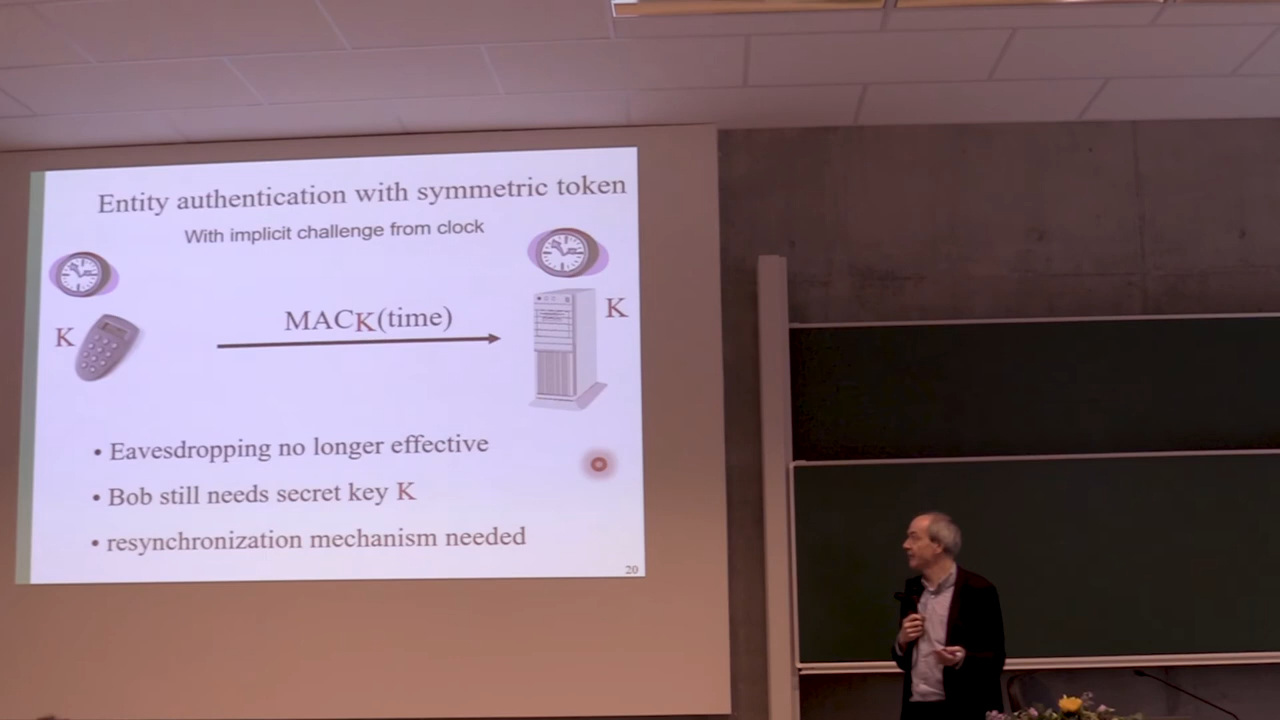 Entity authentication with symmetric token
With implicit challenge from clock
K
MACK(time)
K
• Eavesdropping no longer effective
• Bob still needs secret key K
• resynchronization mechanism needed
20